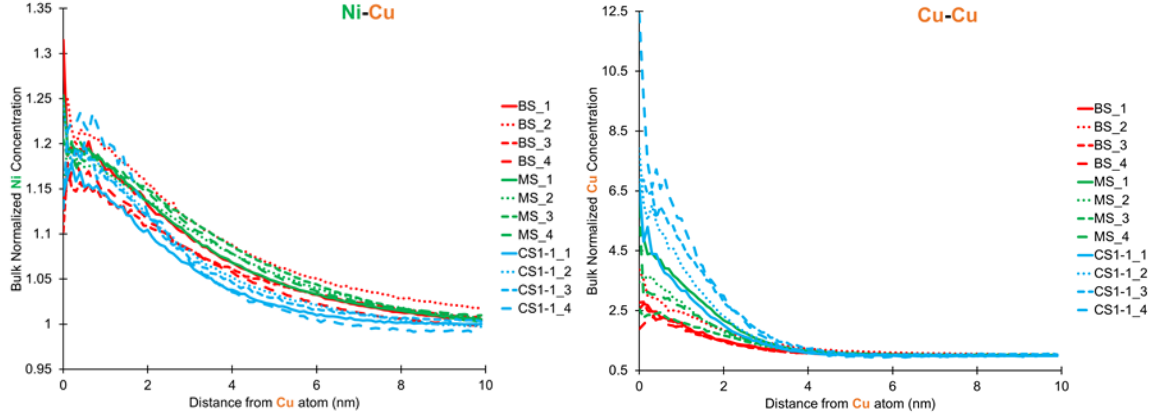 Ni-Cu
Bulk Normalized Ni Concentration
1.35
1.3
1.25
1.2
1.15
1.1
1.05
1
0.95
0
2
4
6
8
10
Distance from Cu atom (nm)
BS_1
BS_2
BS_3
BS_4
MS_1
MS_2
MS_3
MS_4
CS1-1_1
CS1-1_2
CS1-1_3
CS1-1_4
Cu-Cu
Bulk Normalized Cu Concentration
12.5
10.5
8.5
6.5
4.5
2.5
0.5
0
2
4
6
8
10
Distance from Cu atom (nm)
BS_1
BS_2
BS_3
BS_4
MS_1
MS_2
MS_3
MS_4
CS1-1_1
CS1-1_2
CS1-1_3
CS1-1_4